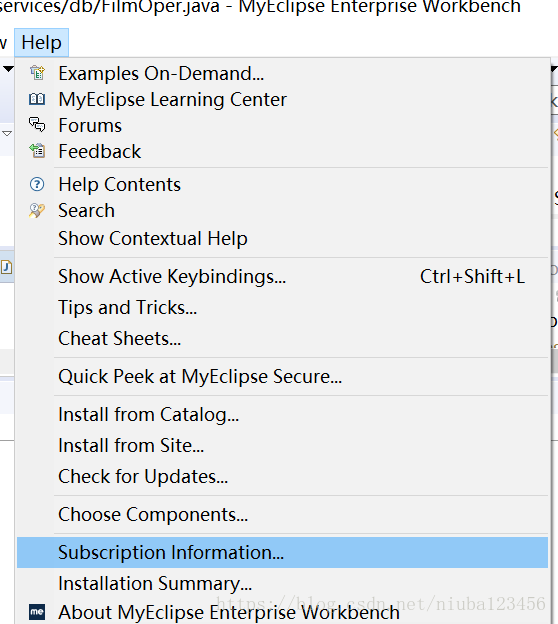 services/db/FilmOper.java - MyEclipse Enterprise Workbench
w Help
Examples On-Demand...
MyEclipse Learning Center
Forums
Feedback
Help Contents
Search
Show Contextual Help
Show Active Keybindings... Ctrl+Shift+L
Tips and Tricks...
Cheat Sheets...
Quick Peek at MyEclipse Secure...
Install from Catalog...
Install from Site...
Check for Updates...
Choose Components...
Subscription Information...
Installation Summary...
https://blog.csdn.net/niuba123456
me About MyEclipse Enterprise Workbench